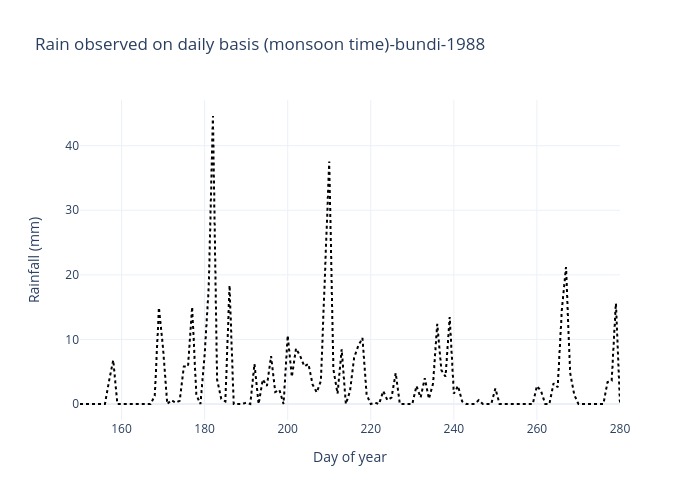 Rain observed on daily basis (monsoon time)-bundi-1988
40
30
20
10
0
Rainfall (mm)
160 180 200 220 240 260 280
Day of year